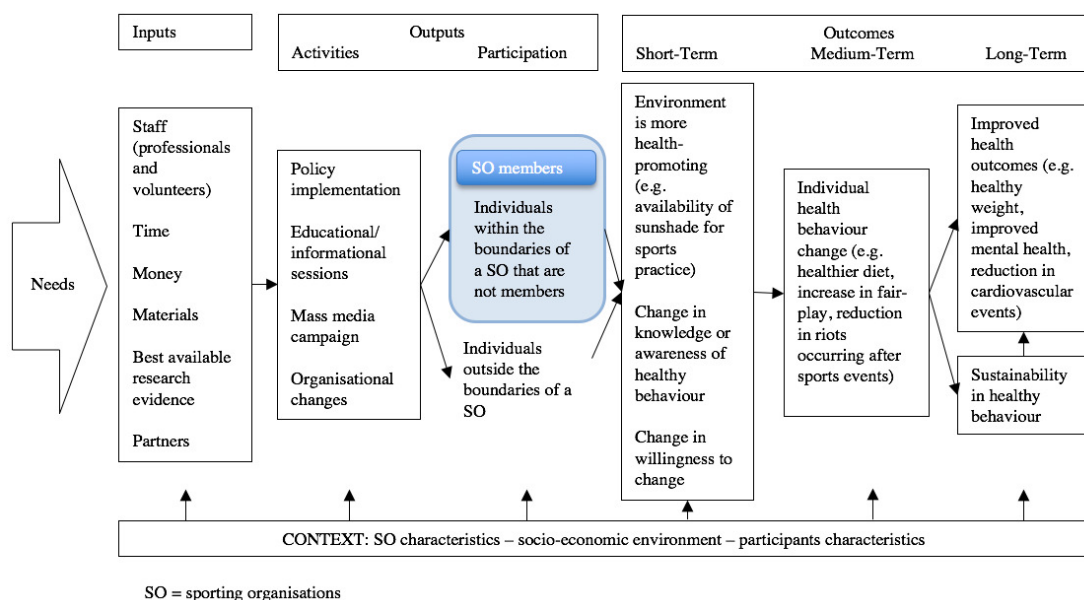 Inputs
Outputs
Activities
Participation
Outcomes
Short-Term
Medium-Term
Long-Term
Needs
Staff
(professionals
and
volunteers)
Time
Money
Materials
Best available
research
evidence
Partners
Policy
implementation
Educational/
informational
sessions
Mass media
campaign
Organisational
changes
SO members
Individuals
within the
boundaries of
a SO that are
not members
Individuals
outside the
boundaries of a
SO
Environment
is more
health-
promoting
(e.g.
availability of
sunshade for
sports
practice)
Change in
knowledge or
awareness of
healthy
behaviour
Change in
willingness to
change
Individual
health
behaviour
change (e.g.
healthier diet,
increase in fair-
play, reduction
in riots
occurring after
sports events)
Improved
health
outcomes (e.g.
healthy
weight,
improved
mental health,
reduction in
cardiovascular
events)
Sustainability
in healthy
behaviour
CONTEXT: SO characteristics – socio-economic environment – participants characteristics
SO = sporting organisations